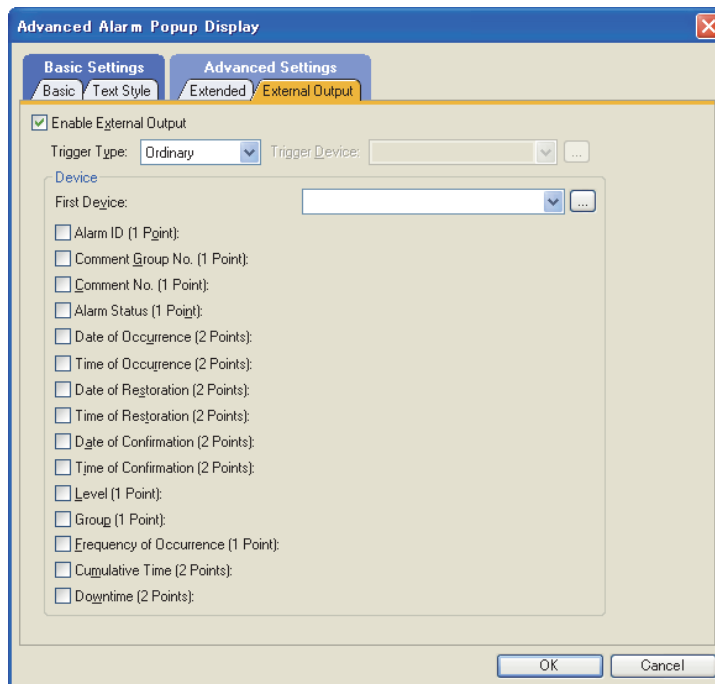 Advanced Alarm Popup Display
Basic Settings Advanced Settings
Basic Text Style Extended External Output
Enable External Output
Trigger Type: Ordinary Trigger Device: ...
Device
First Device: ...
Alarm ID (1 Point):
Comment Group No. (1 Point):
Comment No. (1 Point):
Alarm Status (1 Point):
Date of Occurrence (2 Points):
Time of Occurrence (2 Points):
Date of Restoration (2 Points):
Time of Restoration (2 Points):
Date of Confirmation (2 Points):
Time of Confirmation (2 Points):
Level (1 Point):
Group (1 Point):
Frequency of Occurrence (1 Point):
Cumulative Time (2 Points):
Downtime (2 Points):
OK Cancel